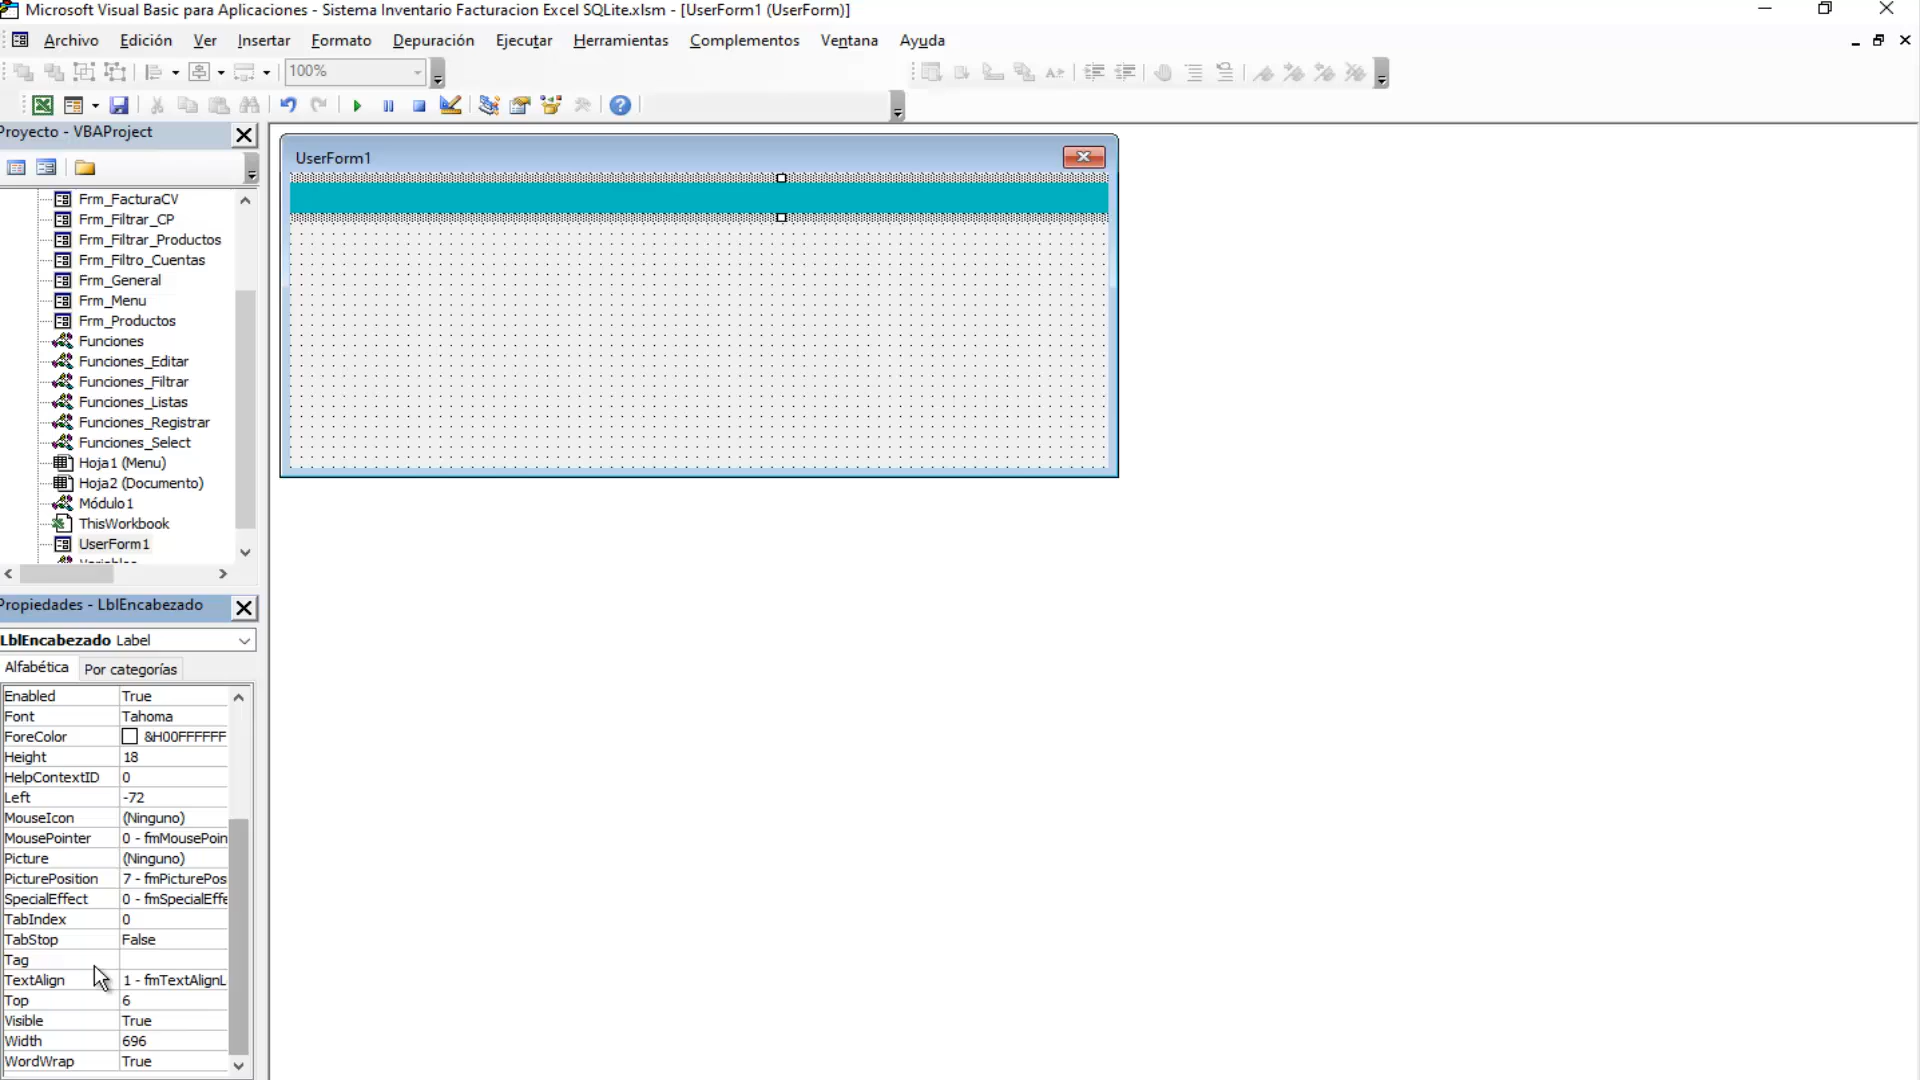 Microsoft Visual Basic para Aplicaciones - Sistema Inventario Facturacion Excel SQLite.xlsm - [UserForm1 (UserForm)]
Archivo Edición Ver Insertar Formato Depuración Ejecutar Herramientas Complementos Ventana Ayuda
100%
Proyecto - VBAProject
Frm_FacturaCV
Frm_Filtrar_CP
Frm_Filtrar_Productos
Frm_Filtro_Cuentas
Frm_General
Frm_Menu
Frm_Productos
Funciones
Funciones_Editar
Funciones_Filtrar
Funciones_Listas
Funciones_Registrar
Funciones_Select
Hoja1 (Menu)
Hoja2 (Documento)
Módulo1
ThisWorkbook
UserForm1
UserForm1
Propiedades - LblEncabezado
LblEncabezado Label
Alfabética Por categorías
Enabled True
Font Tahoma
ForeColor &H00FFFFFF
Height 18
HelpContextID 0
Left -72
MouseIcon (Ninguno)
MousePointer 0 - fmMousePoin
Picture (Ninguno)
PicturePosition 7 - fmPicturePos
SpecialEffect 0 - fmSpecialEffe
TabIndex 0
TabStop False
Tag
TextAlign 1 - fmTextAlignL
Top 6
Visible True
Width 696
WordWrap True